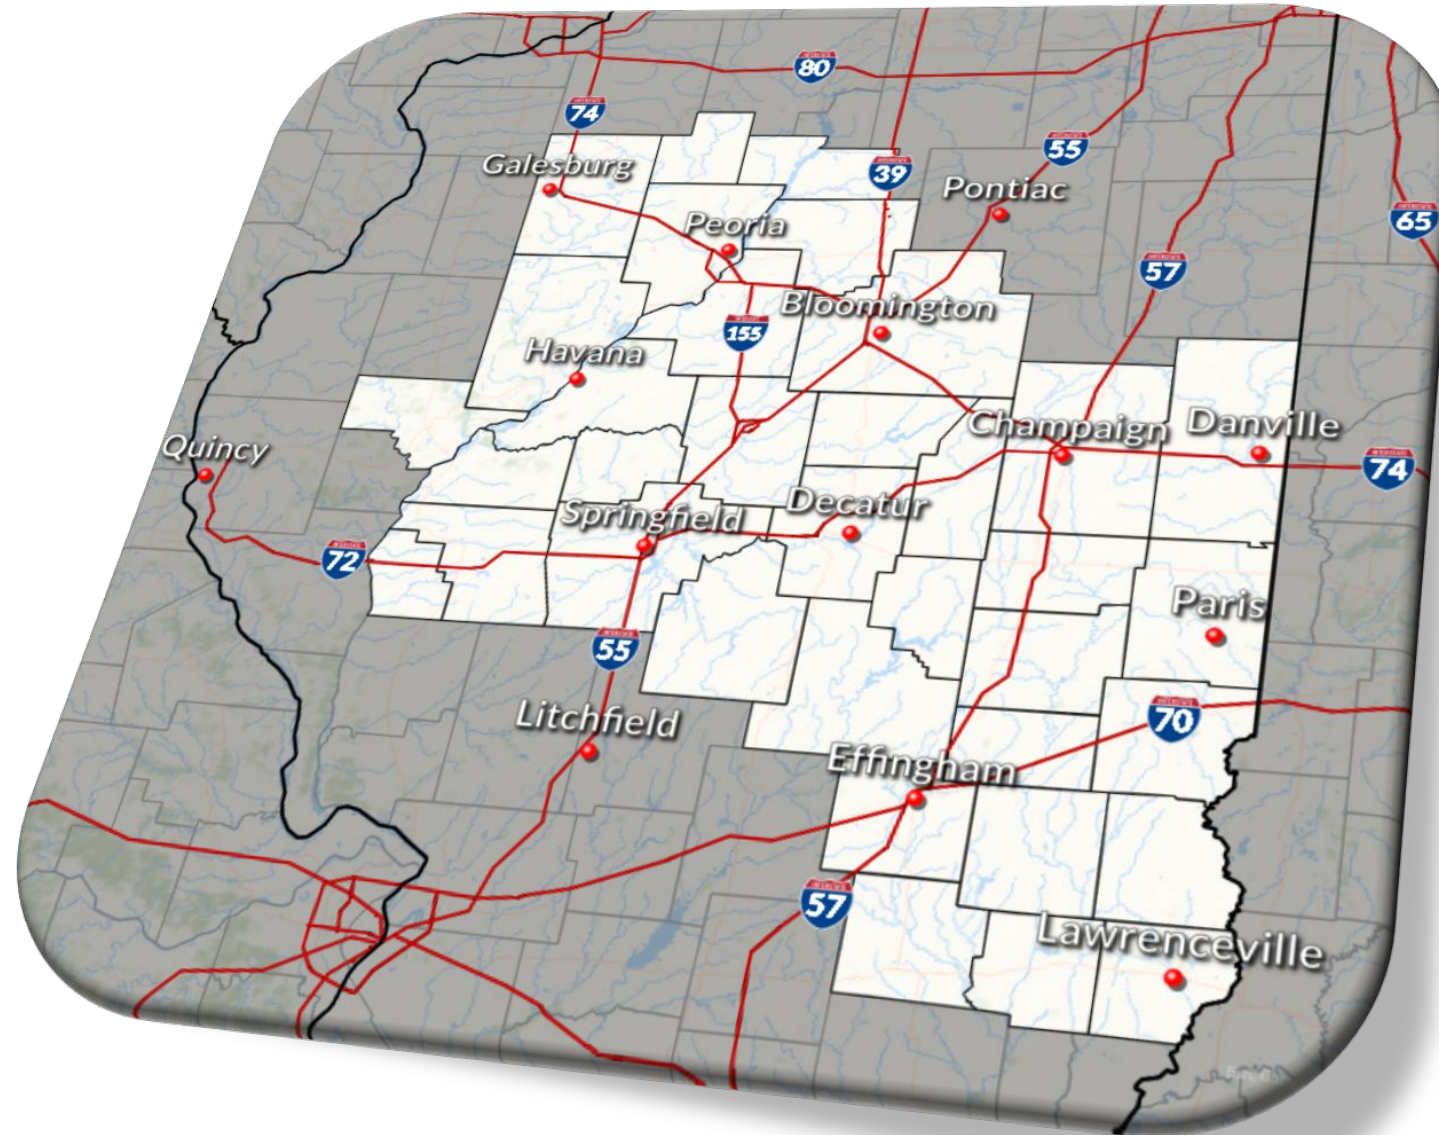 80
74
55
39
Galesburg
Pontiac
65
Peoria
57
Bloomington
155
Havana
Champaign
Danville
Quincy
74
Decatur
Springfield
72
Paris
55
70
Litchfield
Effingham
57
Lawrenceville